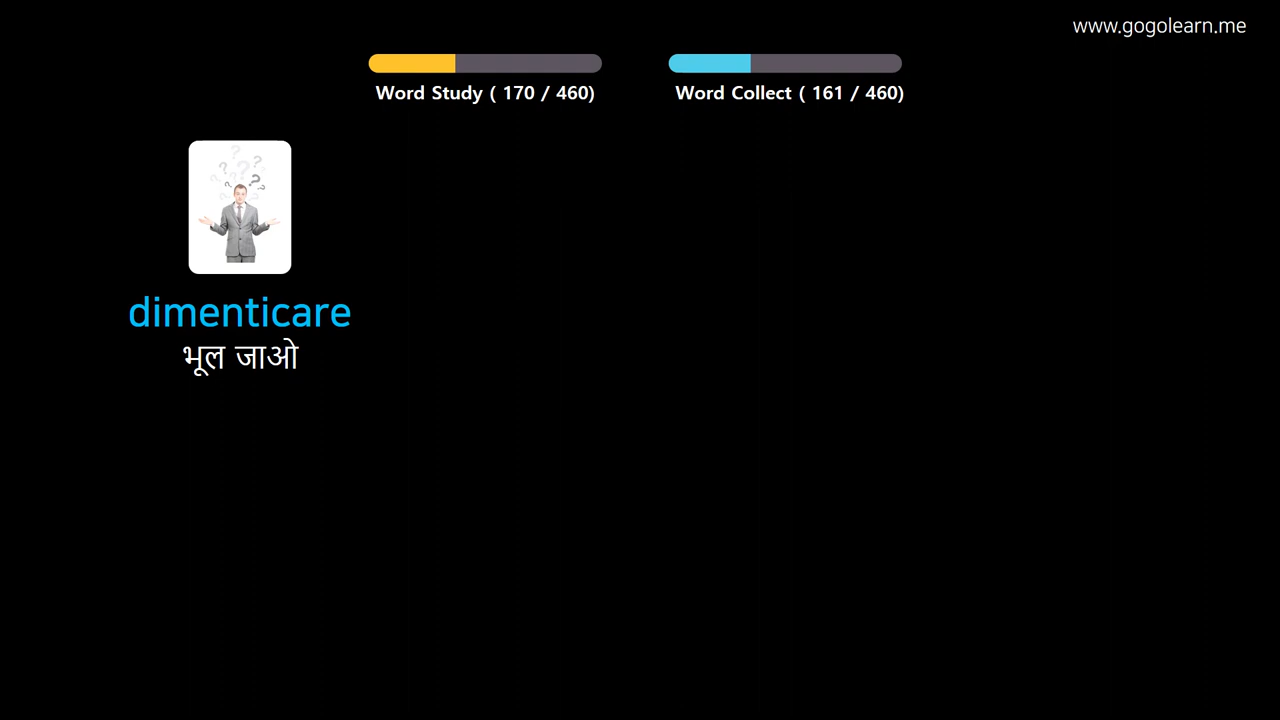 www.gogolearn.me
Word Study ( 170 / 460)
Word Collect ( 161 / 460)
dimenticare
भूल जाओ